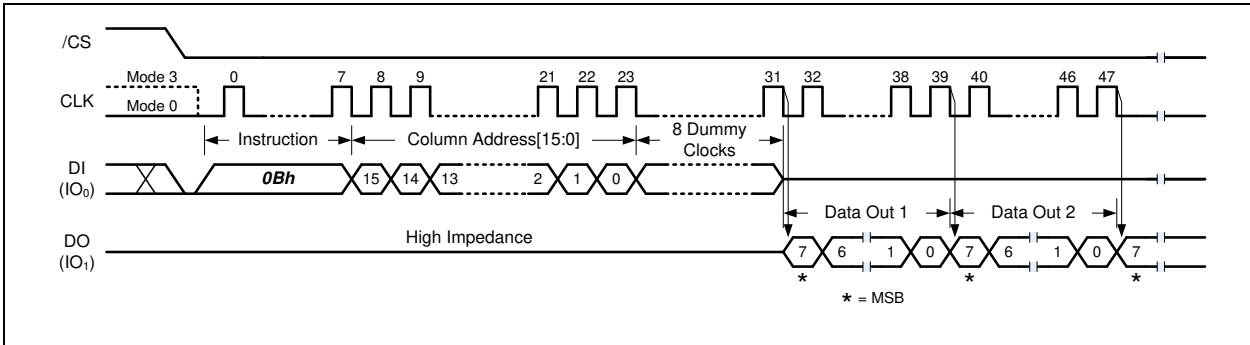 /CS
Mode 3 0 7 8 9 21 22 23 31 32 38 39 40 46 47
CLK Mode 0
Instruction Column Address[15:0] 8 Dummy
Clocks
DI
(IO0) 0Bh 15 14 13 2 1 0
Data Out 1 Data Out 2
DO
(IO1) High Impedance 7 6 1 0 7 6 1 0 7
* * *
* = MSB